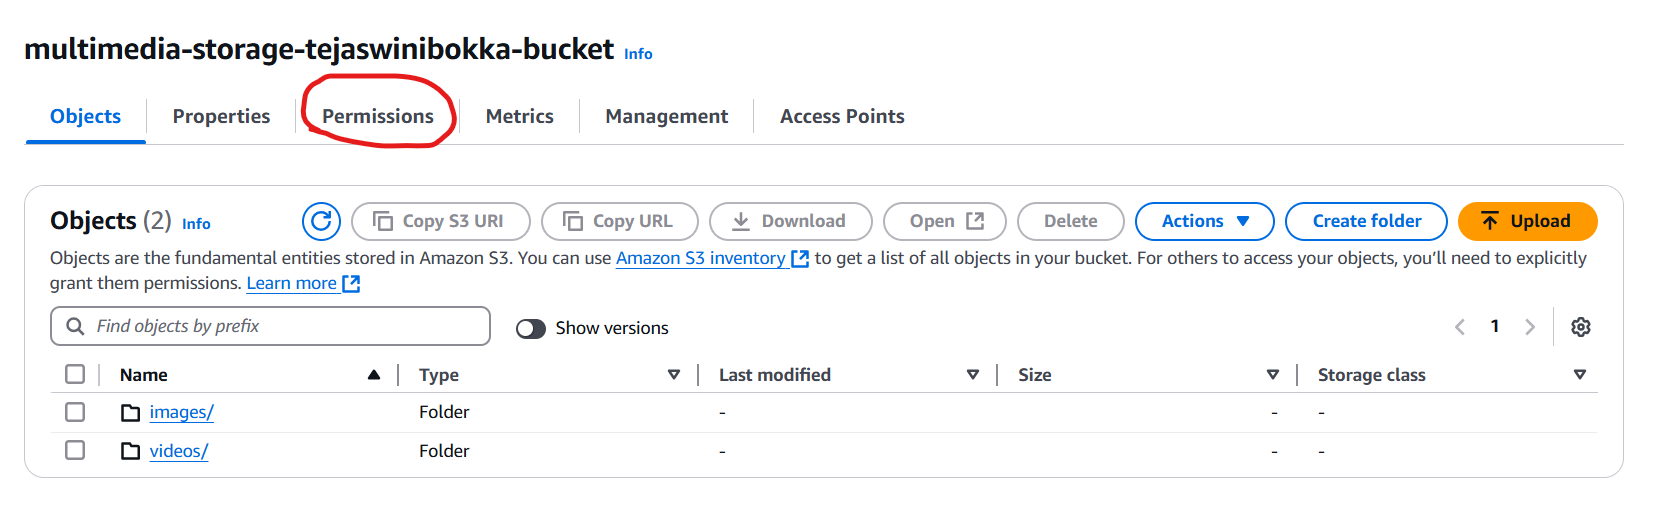 multimedia-storage-tejaswinibokka-bucket Info
Objects Properties Permissions Metrics Management Access Points
Objects (2) Info Copy S3 URI Copy URL Download Open Delete Actions Create folder Upload
Objects are the fundamental entities stored in Amazon S3. You can use Amazon S3 inventory to get a list of all objects in your bucket. For others to access your objects, you’ll need to explicitly
grant them permissions. Learn more
Find objects by prefix Show versions 1
Name Type Last modified Size Storage class
images/ Folder - - -
videos/ Folder - - -